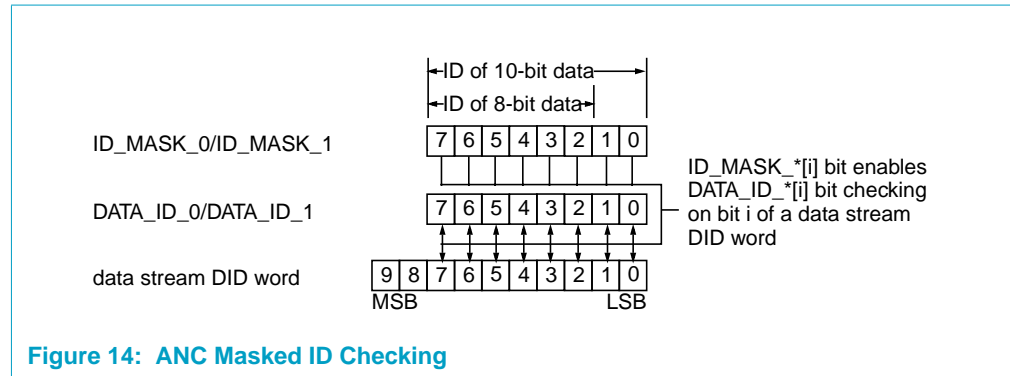 ID of 10-bit data
ID of 8-bit data
ID_MASK_0/ID_MASK_1
7 6 5 4 3 2 1 0
ID_MASK_*[i] bit enables
DATA_ID_*[i] bit checking
on bit i of a data stream
DID word
DATA_ID_0/DATA_ID_1
7 6 5 4 3 2 1 0
data stream DID word
9 8 7 6 5 4 3 2 1 0
MSB LSB
Figure 14: ANC Masked ID Checking